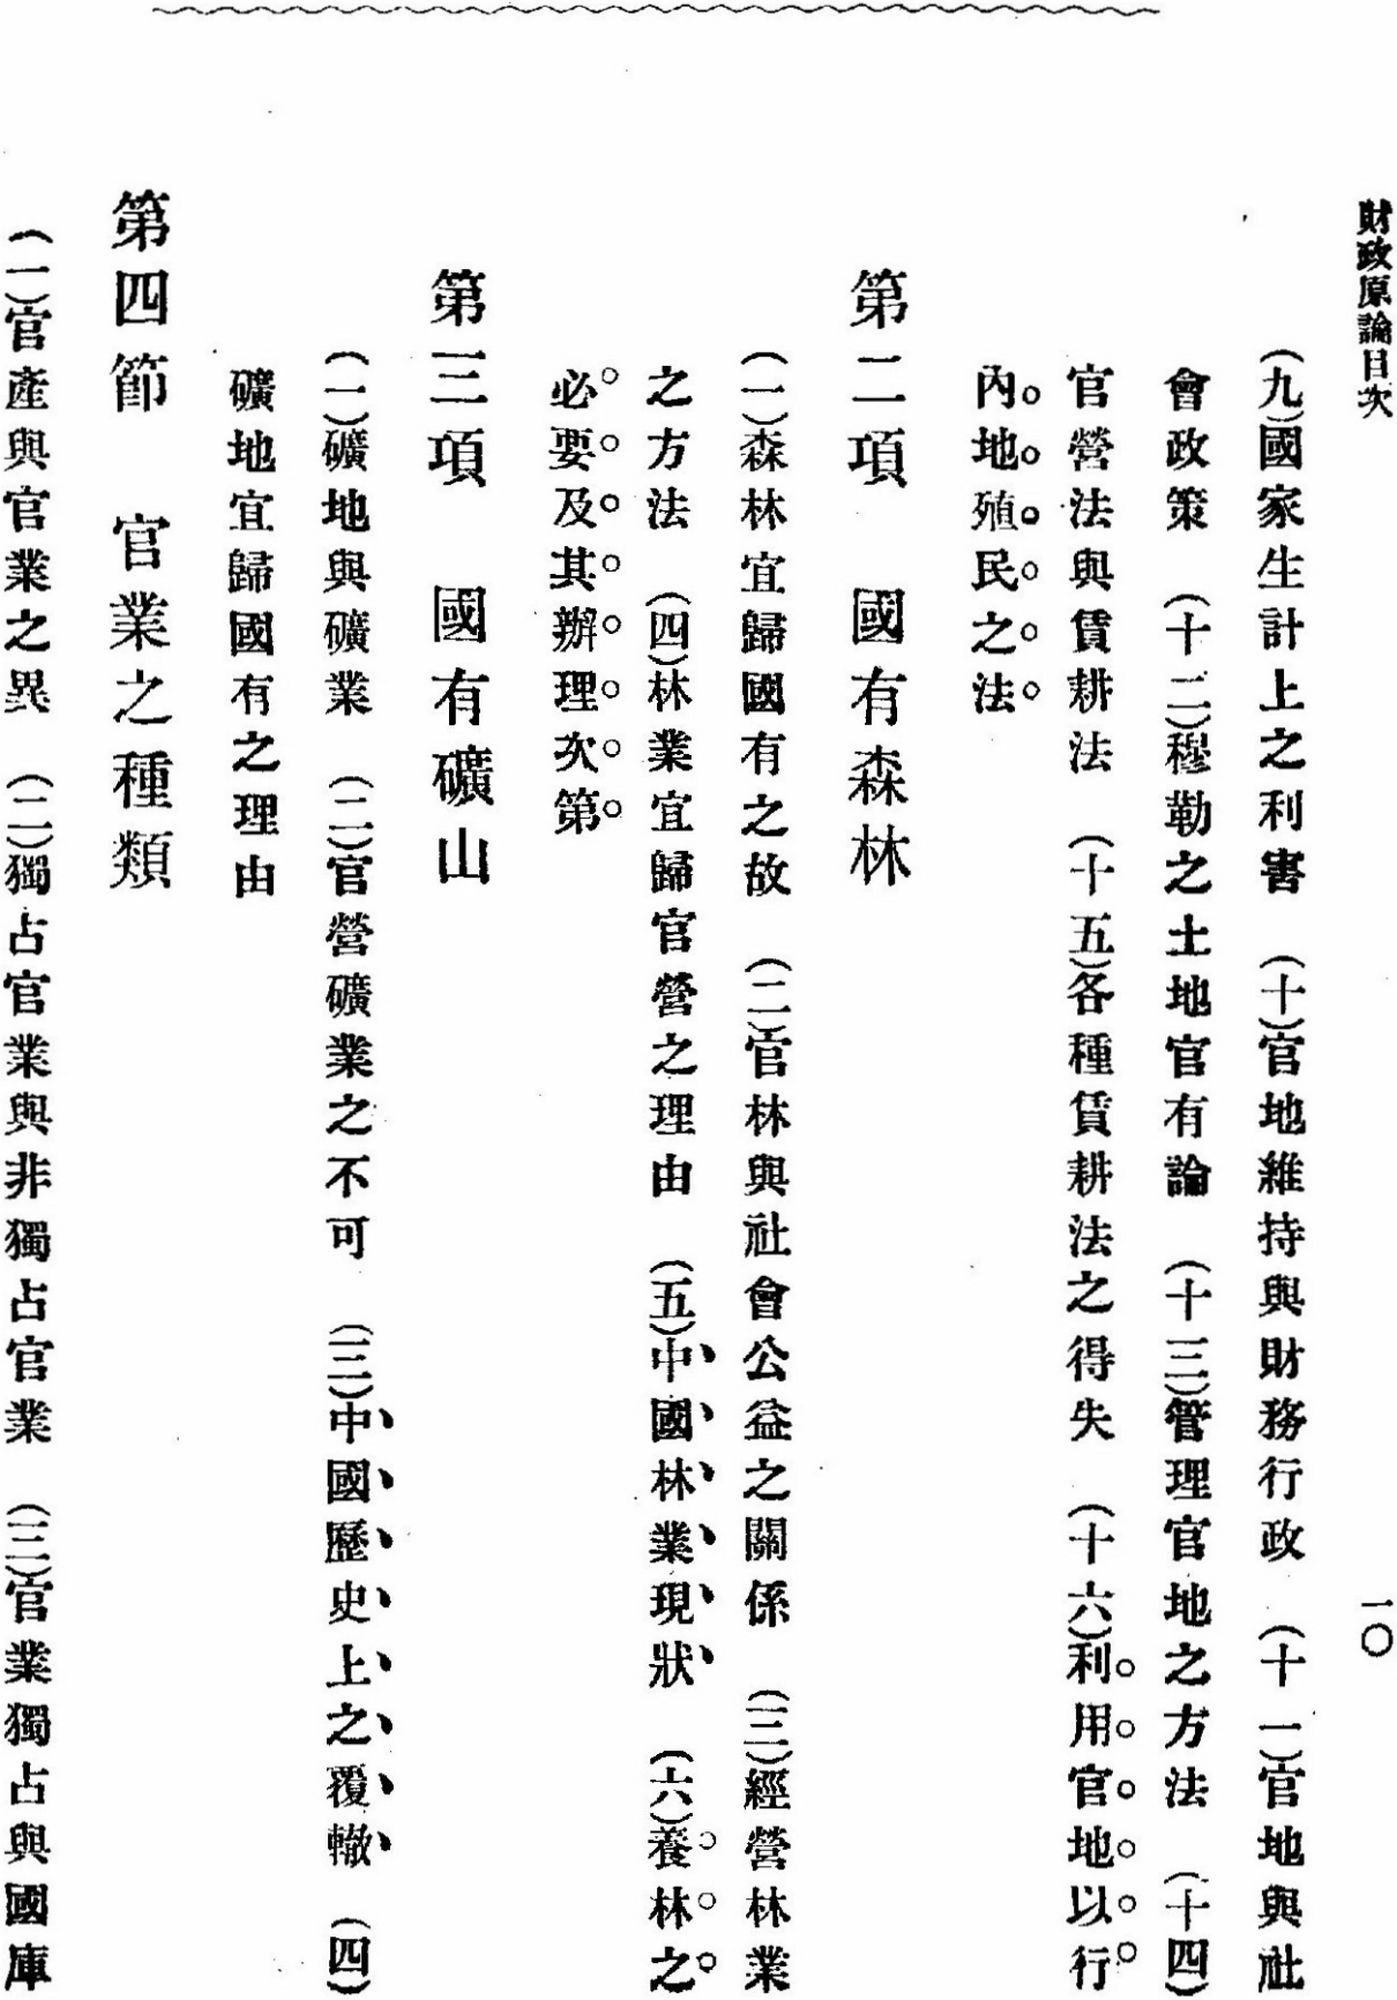 財政原論目次　一〇
（九）國家生計上之利害　（十）官地維持與財務行政　（十一）官地與社
會政策　（十二）穆勒之土地官有論　（十三）管理官地之方法　（十四）
官營法與賃耕法　（十五）各種賃耕法之得失　（十六）利用官地以行
內地殖民之法
第二項　國有森林
（一）森林宜歸國有之故　（二）官林與社會公益之關係　（三）經營林業
之方法　（四）林業宜歸官營之理由　（五）中國林業現狀　（六）養林之
必要及其辦理次第
第三項　國有礦山
（一）礦地與礦業　（二）官營礦業之不可　（三）中國歷史上之覆轍　（四）
礦地宜歸國有之理由
第四節　官業之種類
（一）官產與官業之異　（二）獨占官業與非獨占官業　（三）官業獨占與國庫